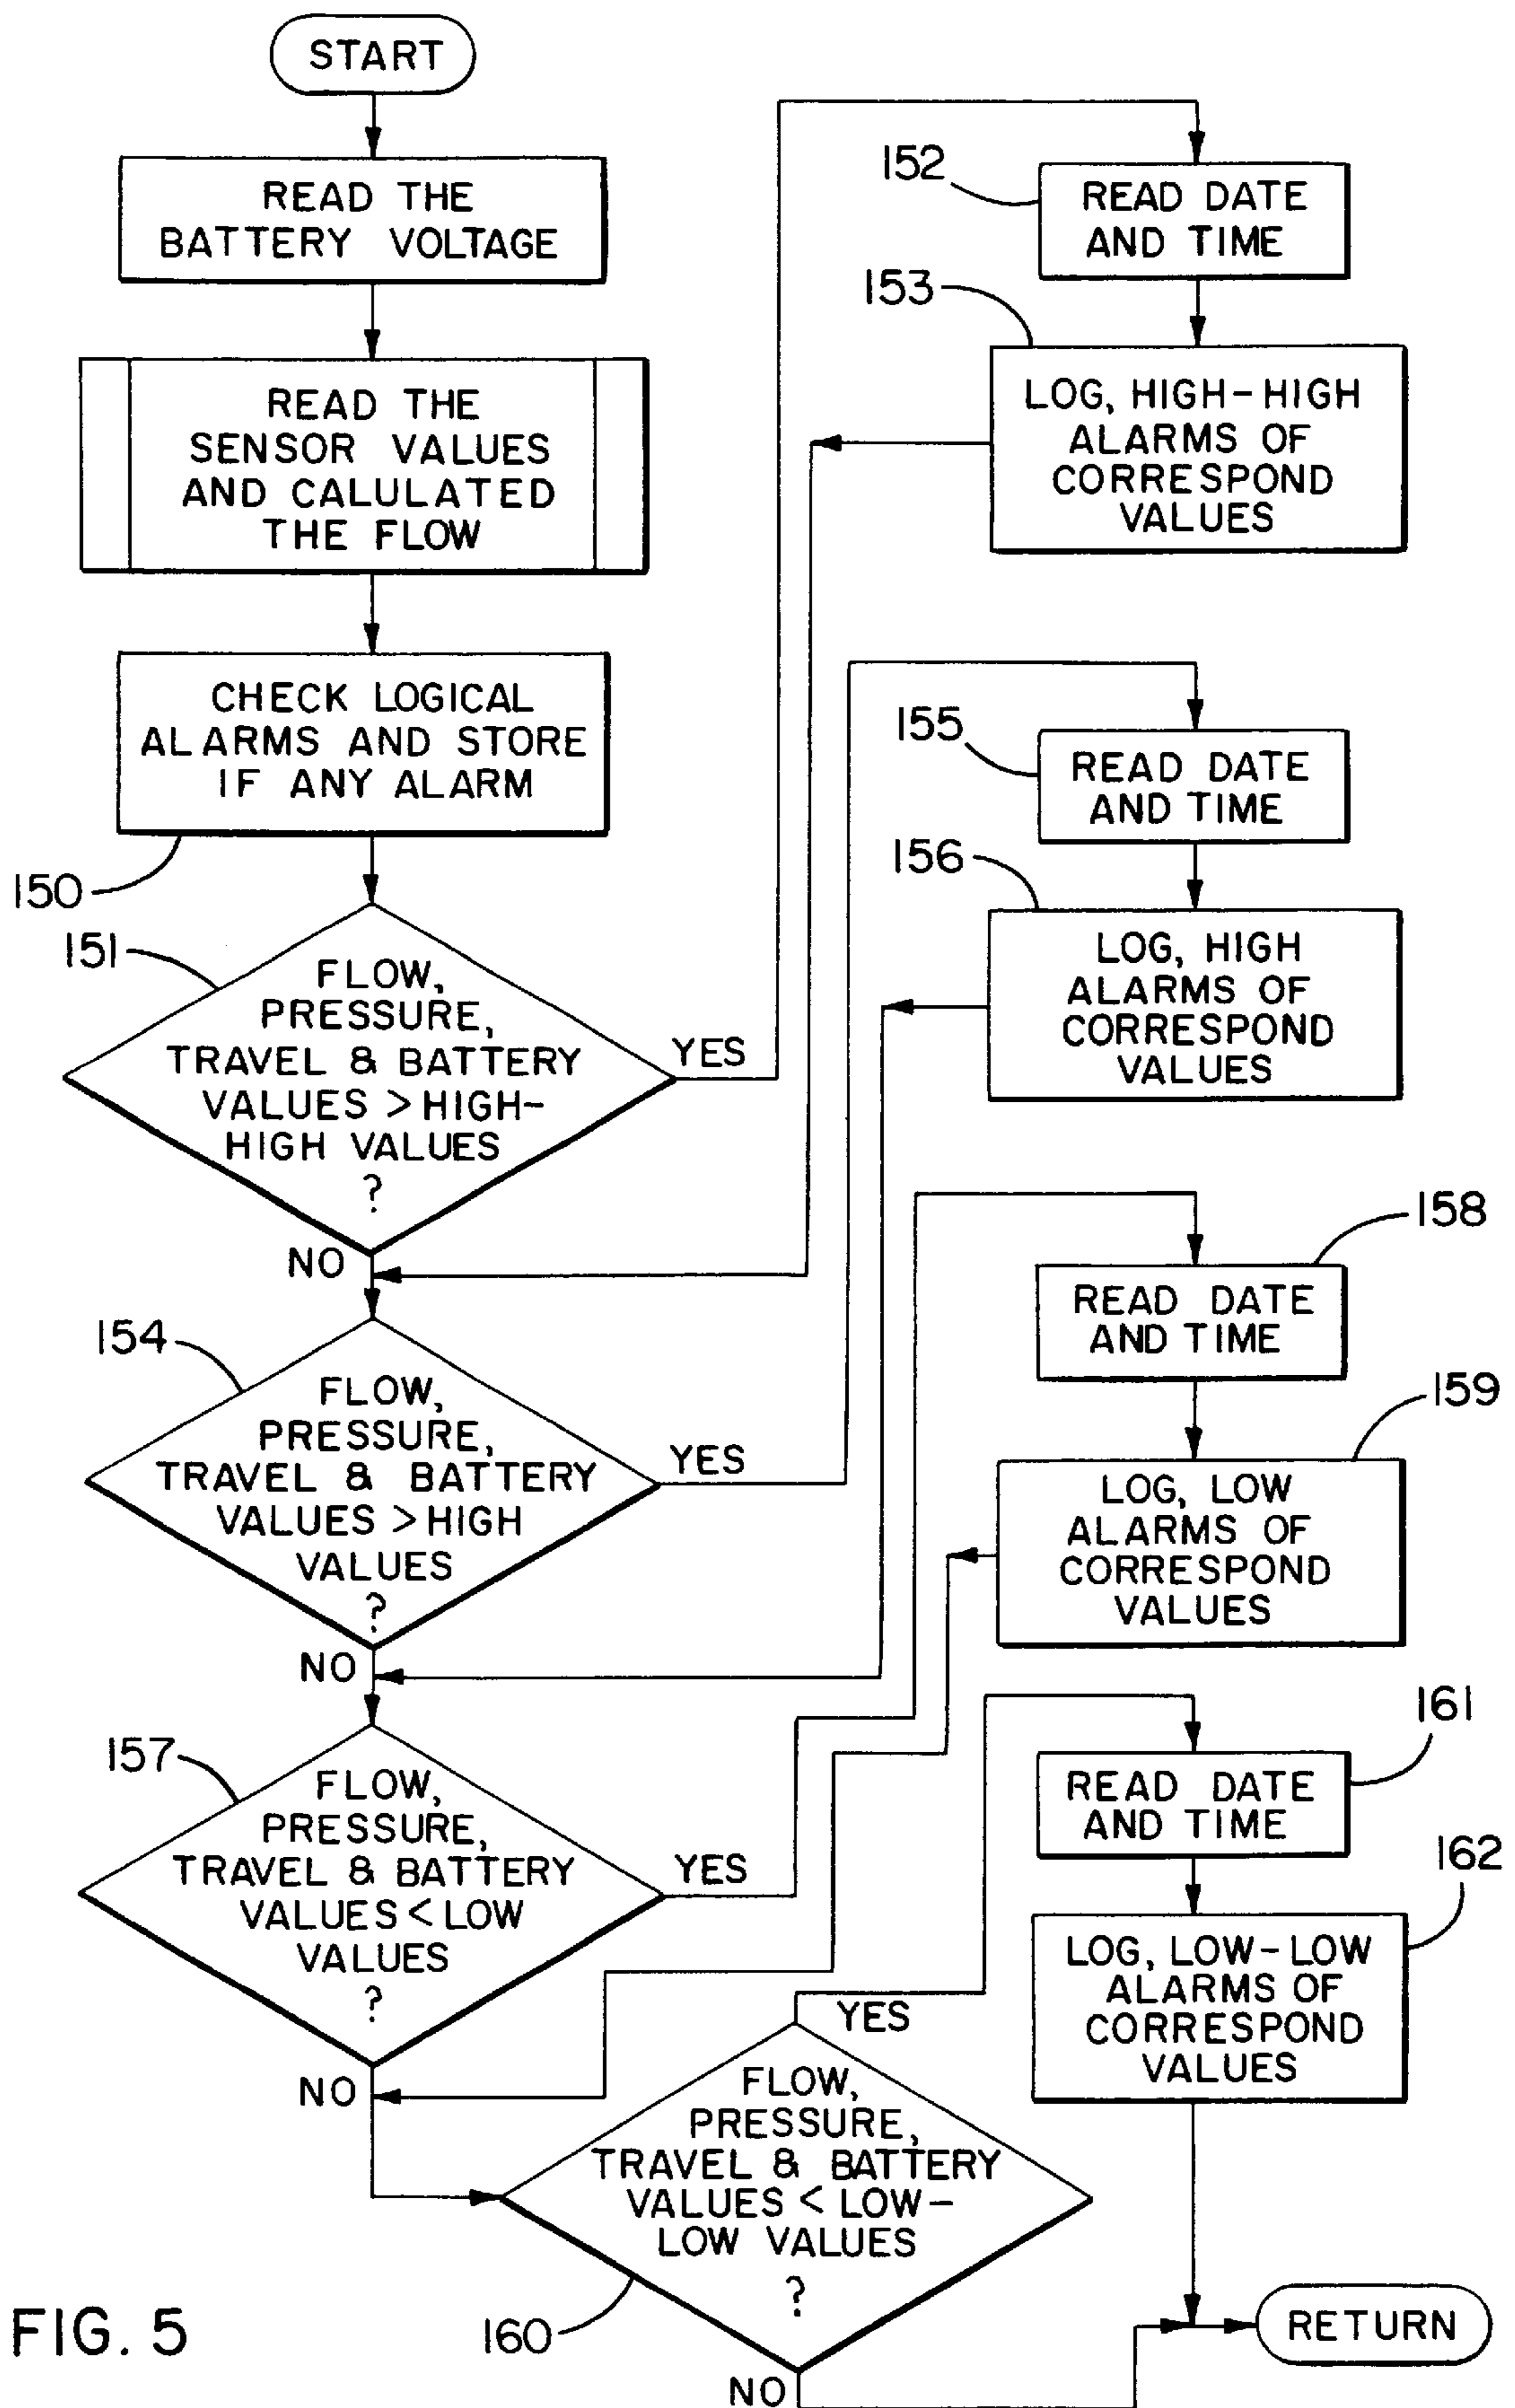 START
READ THE
BATTERY VOLTAGE
READ THE
SENSOR VALUES
AND CALULATED
THE FLOW
CHECK LOGICAL
ALARMS AND STORE
IF ANY ALARM
150
151
FLOW,
PRESSURE,
TRAVEL & BATTERY
VALUES > HIGH-
HIGH VALUES
?
YES
NO
152
READ DATE
AND TIME
153
LOG, HIGH-HIGH
ALARMS OF
CORRESPOND
VALUES
154
FLOW,
PRESSURE,
TRAVEL & BATTERY
VALUES > HIGH
VALUES
?
YES
NO
155
READ DATE
AND TIME
156
LOG, HIGH
ALARMS OF
CORRESPOND
VALUES
157
FLOW,
PRESSURE,
TRAVEL & BATTERY
VALUES < LOW
VALUES
?
YES
NO
158
READ DATE
AND TIME
159
LOG, LOW
ALARMS OF
CORRESPOND
VALUES
160
FLOW,
PRESSURE,
TRAVEL & BATTERY
VALUES < LOW-
LOW VALUES
?
YES
NO
161
READ DATE
AND TIME
162
LOG, LOW-LOW
ALARMS OF
CORRESPOND
VALUES
RETURN
FIG. 5